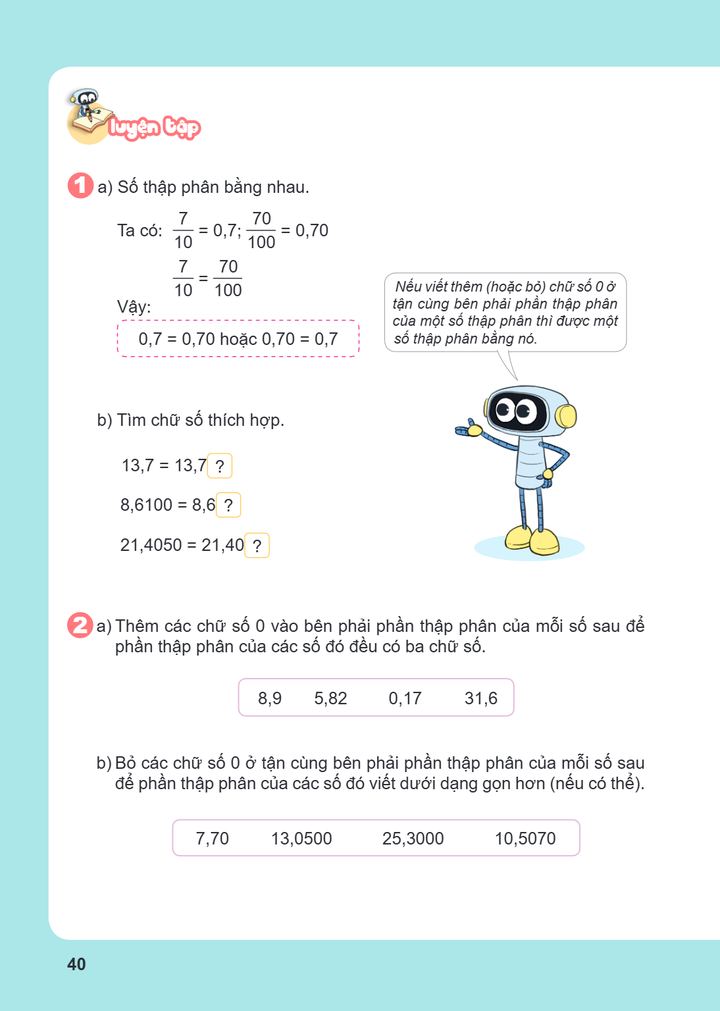 Luyện tập
1 a) Số thập phân bằng nhau.
Ta có: 7/10 = 0,7; 70/100 = 0,70
7/10 = 70/100
Vậy:
0,7 = 0,70 hoặc 0,70 = 0,7
Nếu viết thêm (hoặc bỏ) chữ số 0 ở
tận cùng bên phải phần thập phân
của một số thập phân thì được một
số thập phân bằng nó.
b) Tìm chữ số thích hợp.
13,7 = 13,7 ?
8,6100 = 8,6 ?
21,4050 = 21,40 ?
2 a) Thêm các chữ số 0 vào bên phải phần thập phân của mỗi số sau để
phần thập phân của các số đó đều có ba chữ số.
8,9 5,82 0,17 31,6
b) Bỏ các chữ số 0 ở tận cùng bên phải phần thập phân của mỗi số sau
để phần thập phân của các số đó viết dưới dạng gọn hơn (nếu có thể).
7,70 13,0500 25,3000 10,5070
40